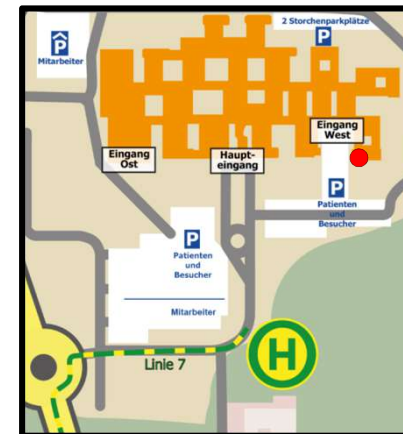 2 Storchenparkplätze
P
P
Mitarbeiter
Eingang
West
Eingang
Ost
Haupt-
eingang
P
Patienten
und
Besucher
P
Patienten
und
Besucher
Mitarbeiter
H
Linie 7